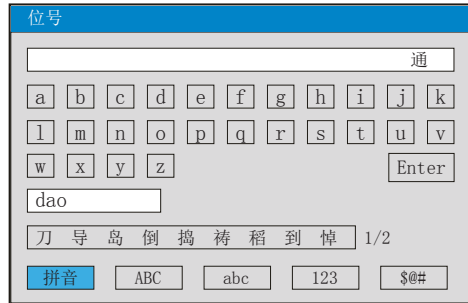 位号
通
a b c d e f g h i j k
l m n o p q r s t u v
w x y z Enter
dao
刀 导 岛 倒 捣 祷 稻 到 悼 1/2
拼音 ABC abc 123 $@#